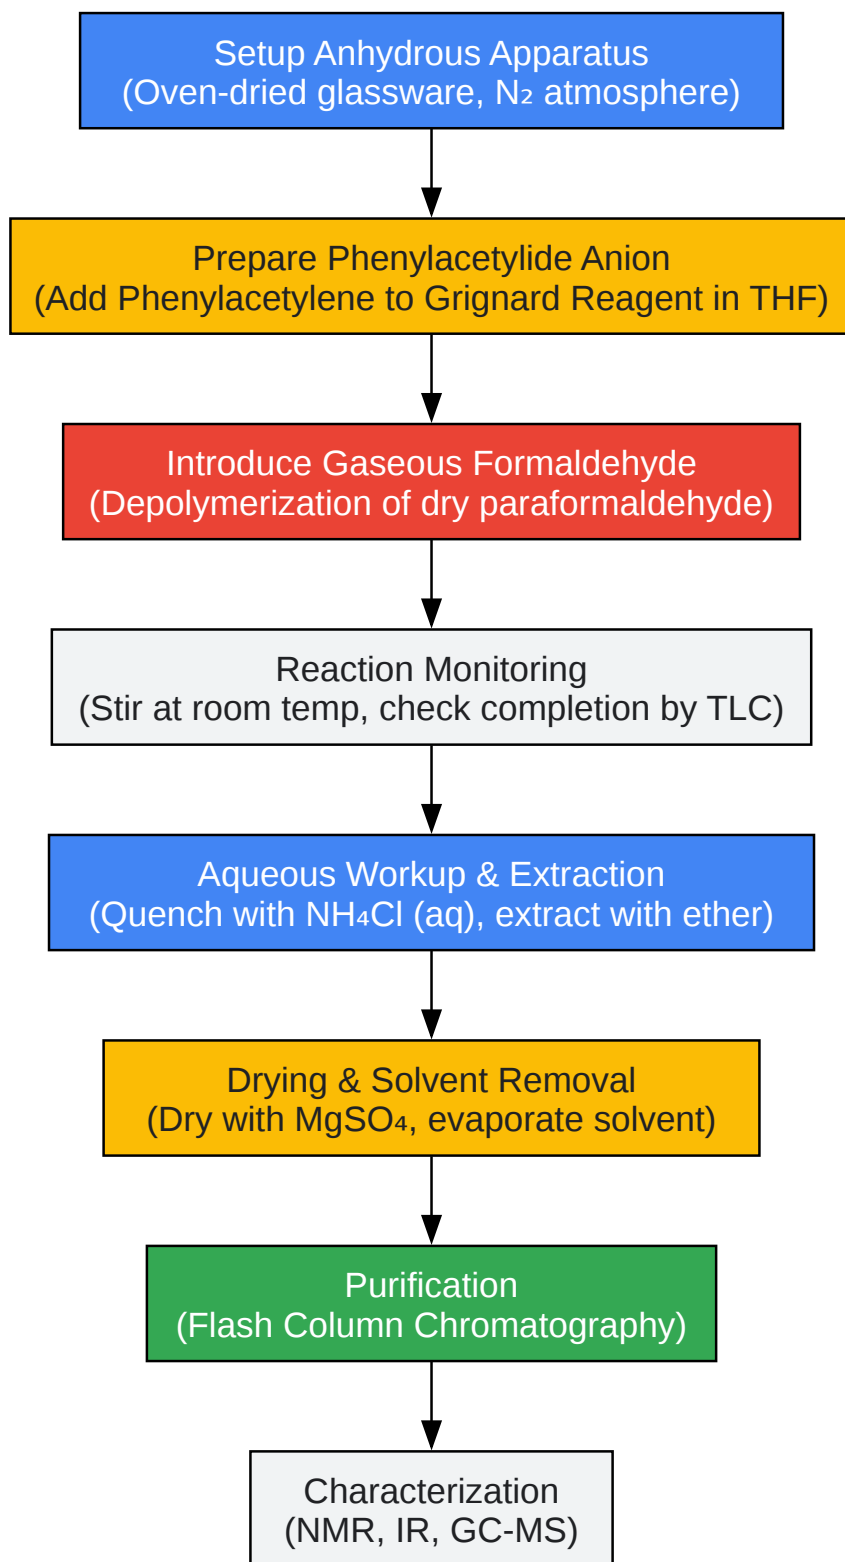 Setup Anhydrous Apparatus
(Oven-dried glassware, N₂ atmosphere)
Prepare Phenylacetylide Anion
(Add Phenylacetylene to Grignard Reagent in THF)
Introduce Gaseous Formaldehyde
(Depolymerization of dry paraformaldehyde)
Reaction Monitoring
(Stir at room temp, check completion by TLC)
Aqueous Workup & Extraction
(Quench with NH₄Cl (aq), extract with ether)
Drying & Solvent Removal
(Dry with MgSO₄, evaporate solvent)
Purification
(Flash Column Chromatography)
Characterization
(NMR, IR, GC-MS)